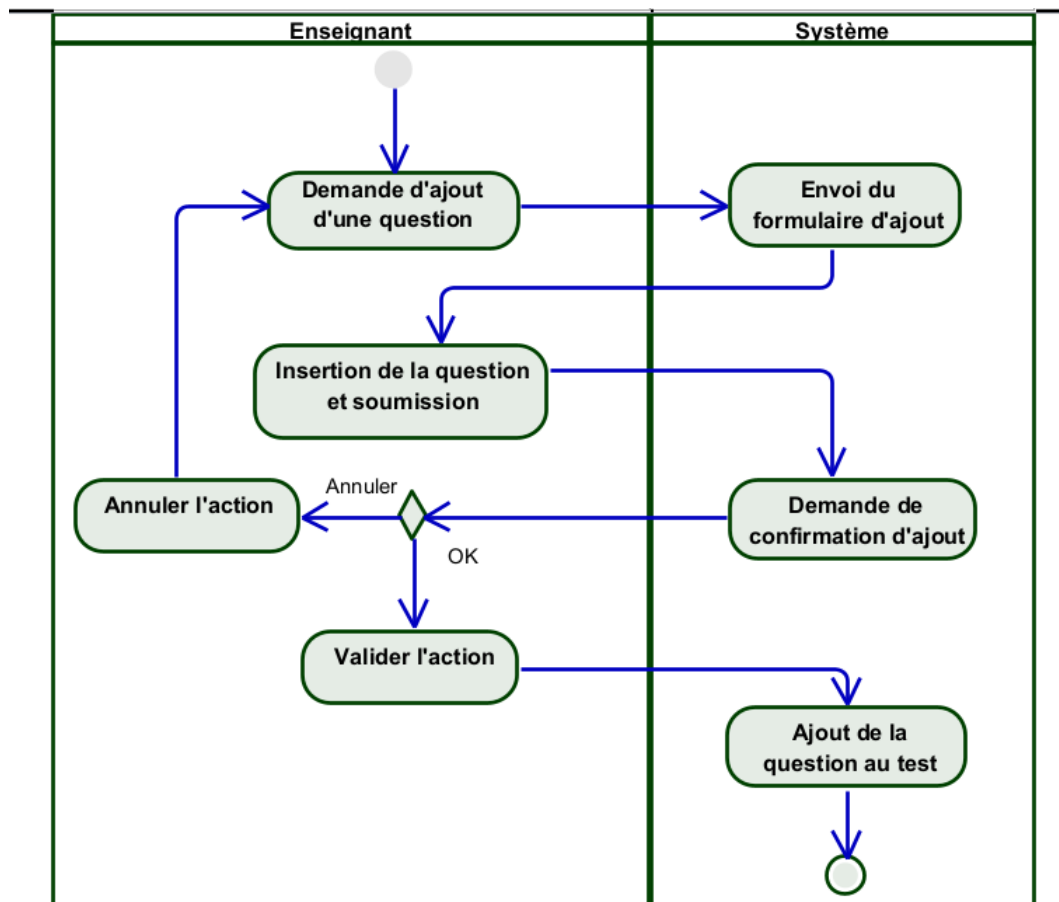 Enseignant
Système
Demande d'ajout
d'une question
Envoi du
formulaire d'ajout
Insertion de la question
et soumission
Annuler l'action
Annuler
OK
Demande de
confirmation d'ajout
Valider l'action
Ajout de la
question au test